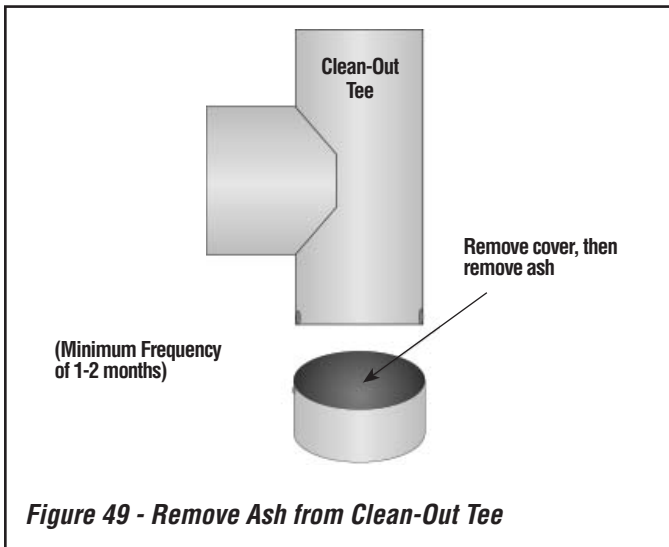 Clean-Out
Tee
Remove cover, then
remove ash
(Minimum Frequency
of 1-2 months)
Figure 49 - Remove Ash from Clean-Out Tee